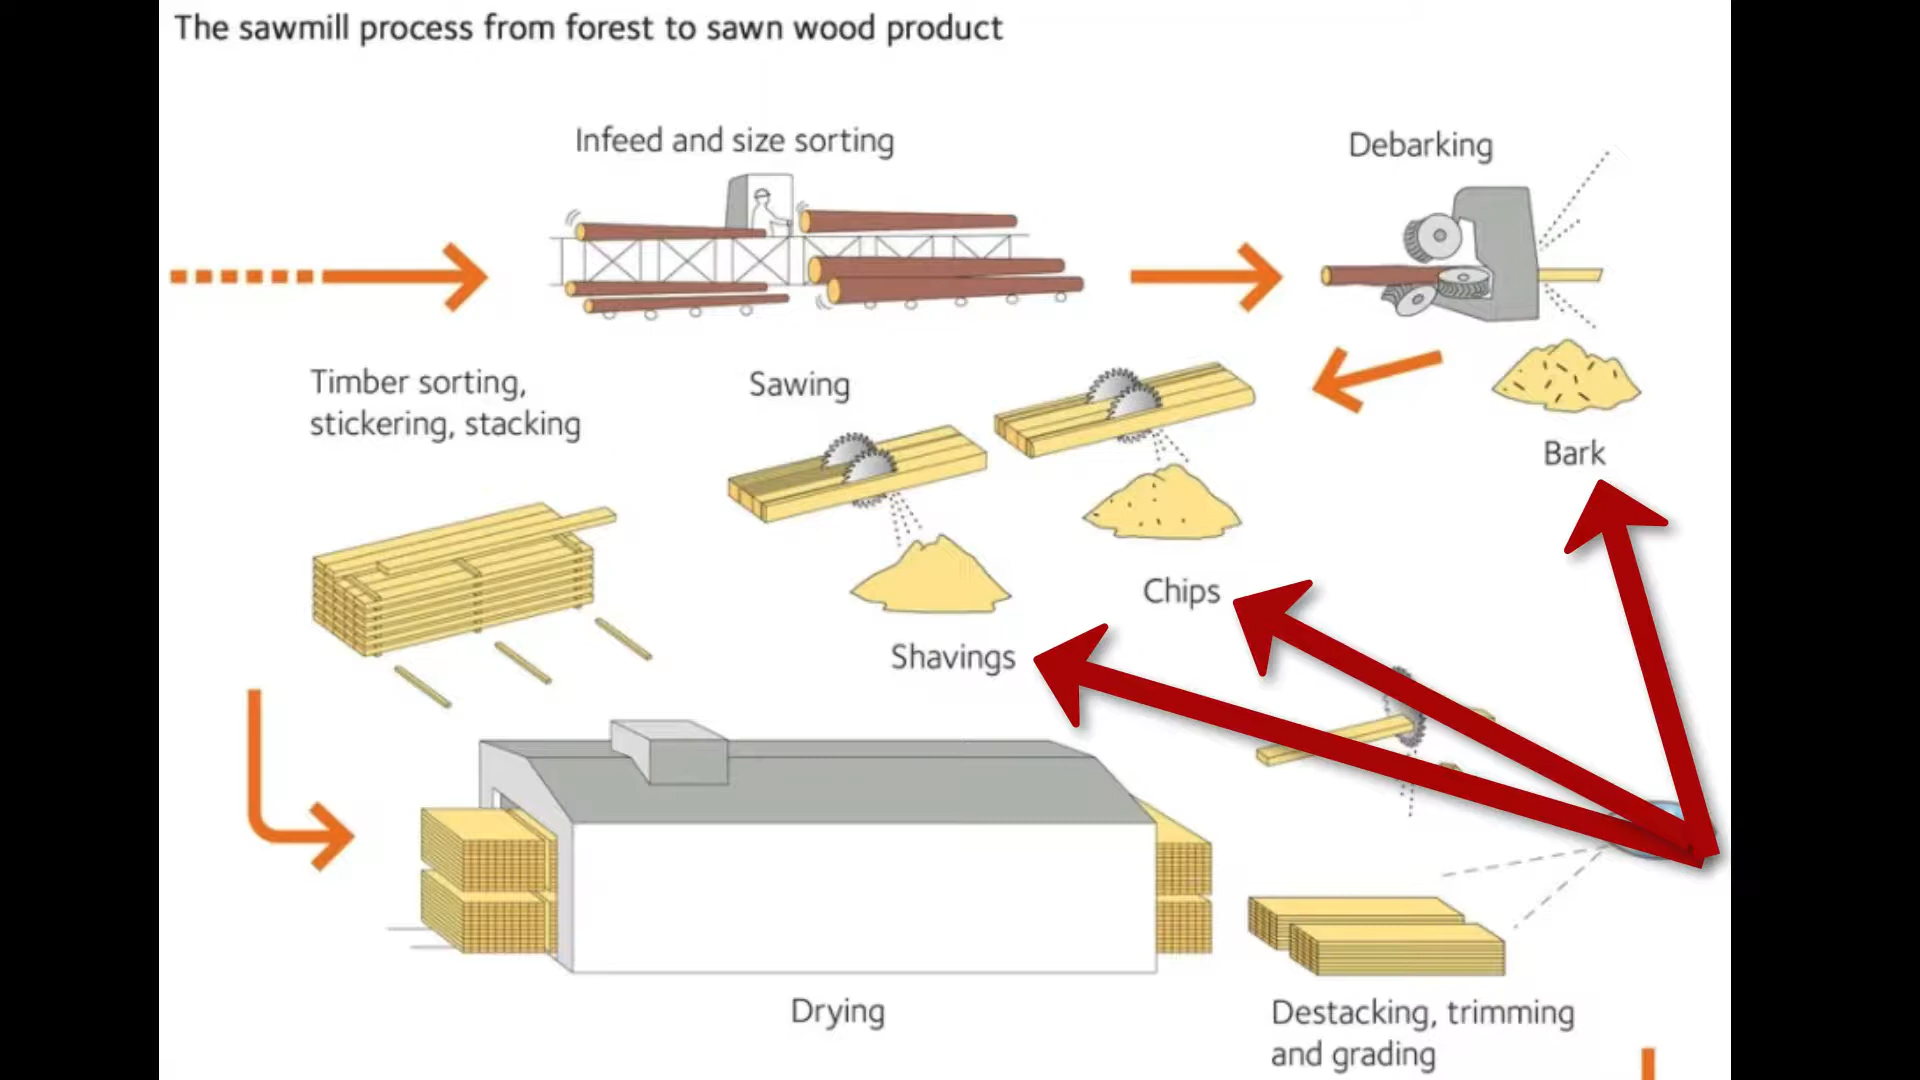 The sawmill process from forest to sawn wood product
Infeed and size sorting
Debarking
Timber sorting,
stickering, stacking
Sawing
Bark
Chips
Shavings
Drying
Destacking, trimming
and grading